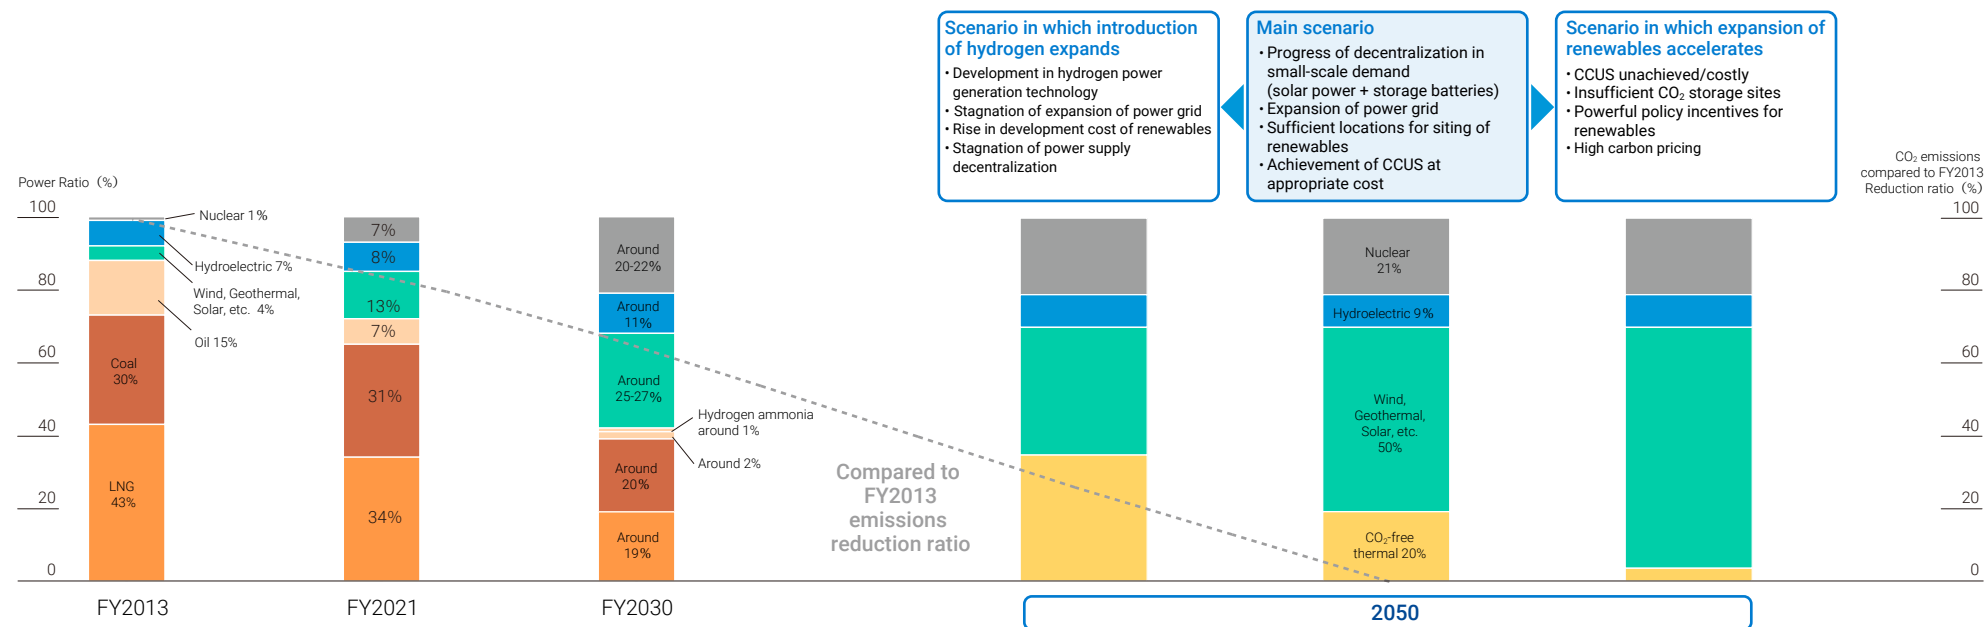 Scenario in which introduction
of hydrogen expands
• Development in hydrogen power
generation technology
• Stagnation of expansion of power grid
• Rise in development cost of renewables
• Stagnation of power supply
decentralization
Main scenario
• Progress of decentralization in
small-scale demand
(solar power + storage batteries)
• Expansion of power grid
• Sufficient locations for siting of
renewables
• Achievement of CCUS at
appropriate cost
Scenario in which expansion of
renewables accelerates
• CCUS unachieved/costly
• Insufficient CO₂ storage sites
• Powerful policy incentives for
renewables
• High carbon pricing
Power Ratio (%)
100
80
60
40
20
0
Nuclear 1%
Hydroelectric 7%
Wind, Geothermal,
Solar, etc. 4%
Oil 15%
Coal
30%
LNG
43%
FY2013
7%
8%
13%
7%
31%
34%
FY2021
Around
20-22%
Around
11%
Around
25-27%
Hydrogen ammonia
around 1%
Around 2%
Around
20%
Around
19%
FY2030
Compared to
FY2013
emissions
reduction ratio
Nuclear
21%
Hydroelectric 9%
Wind,
Geothermal,
Solar, etc.
50%
CO₂-free
thermal 20%
2050
CO₂ emissions
compared to FY2013
Reduction ratio (%)
100
80
60
40
20
0